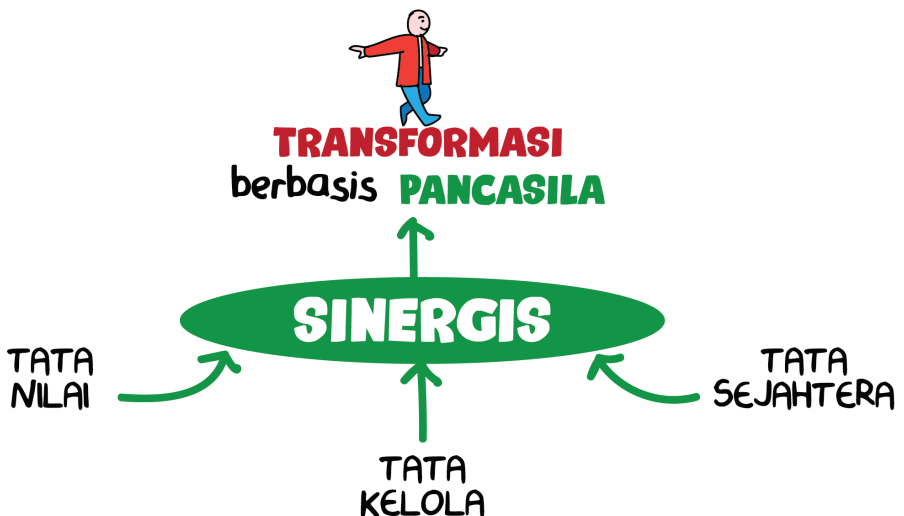 TRANSFORMASI
berbasis PANCASILA
SINERGIS
TATA
NILAI
TATA
KELOLA
TATA
SEJAHTERA